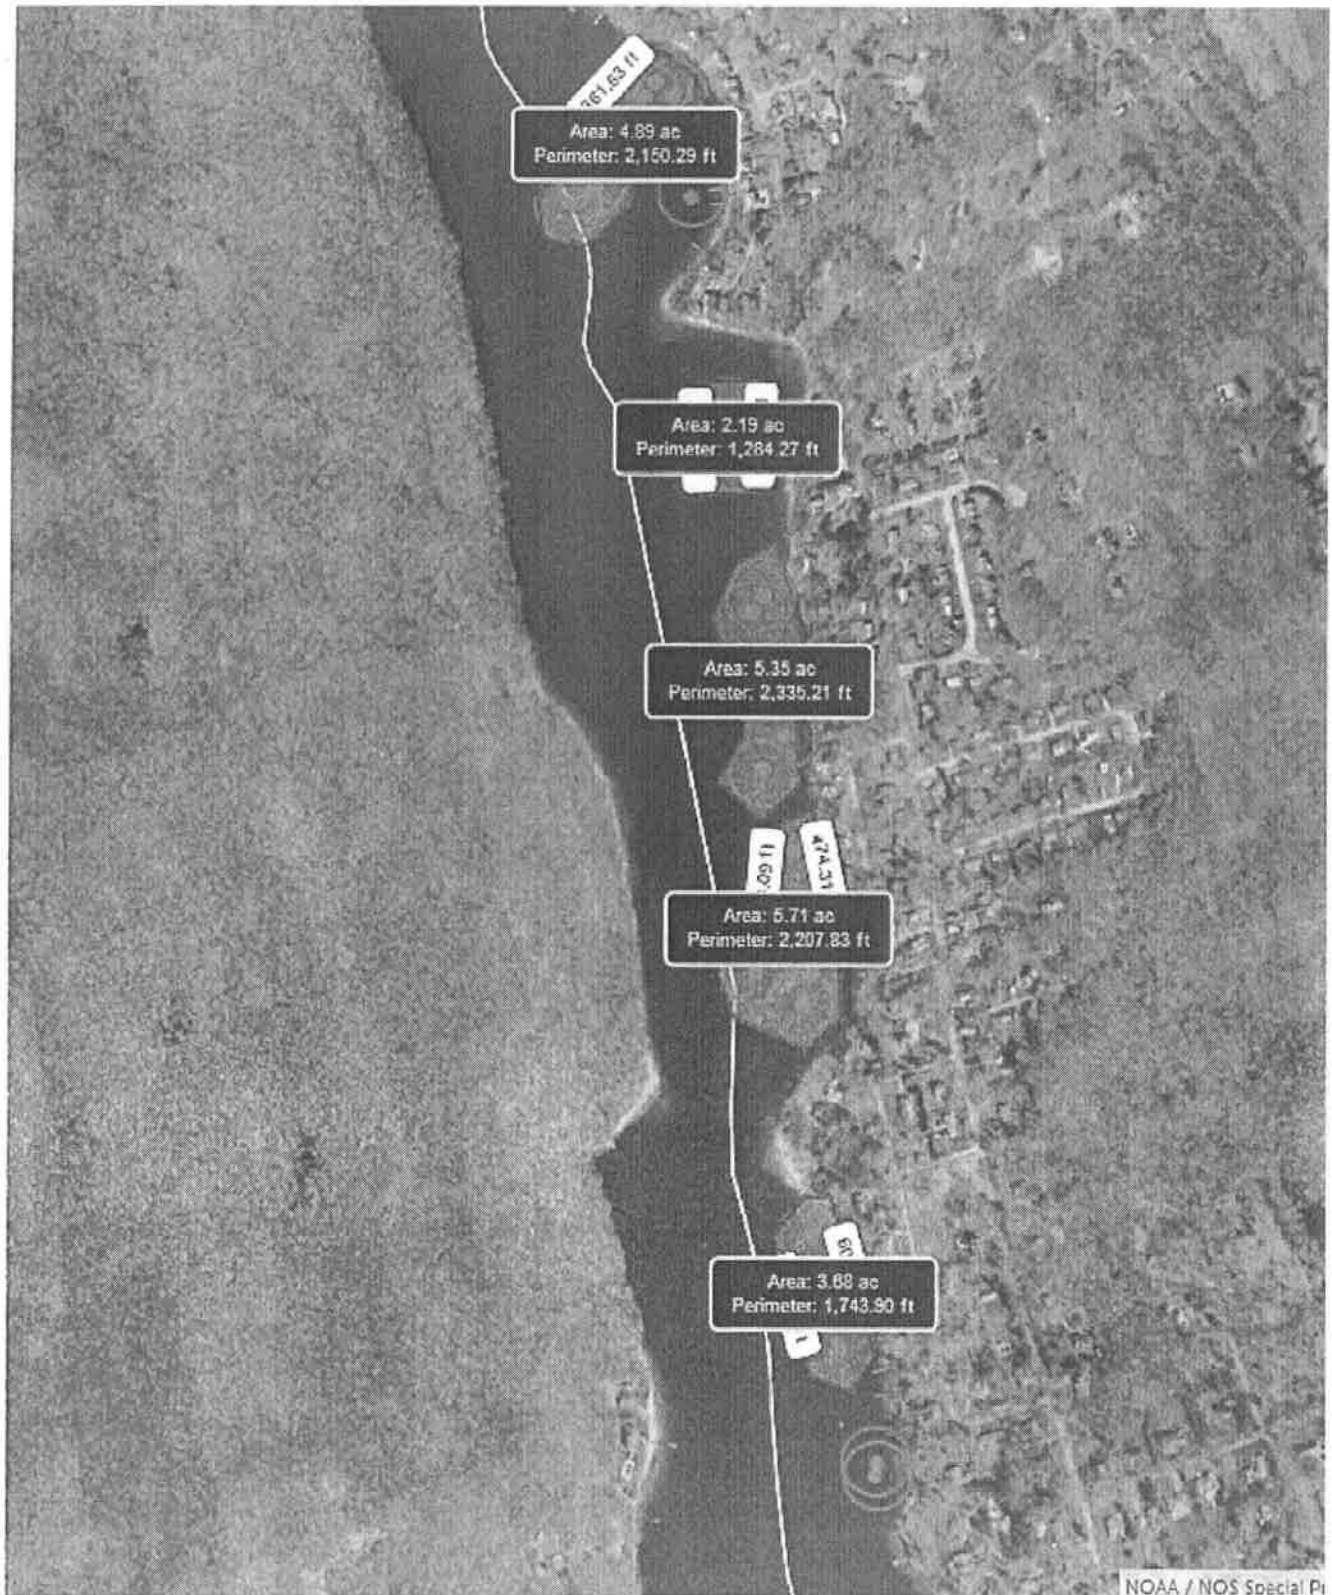 361.63 ft
Area: 4.89 ac
Perimeter: 2,150.29 ft
Area: 2.19 ac
Perimeter: 1,284.27 ft
Area: 5.35 ac
Perimeter: 2,335.21 ft
474.31
Area: 5.71 ac
Perimeter: 2,207.83 ft
Area: 3.68 ac
Perimeter: 1,743.90 ft
NOAA / NOS Special